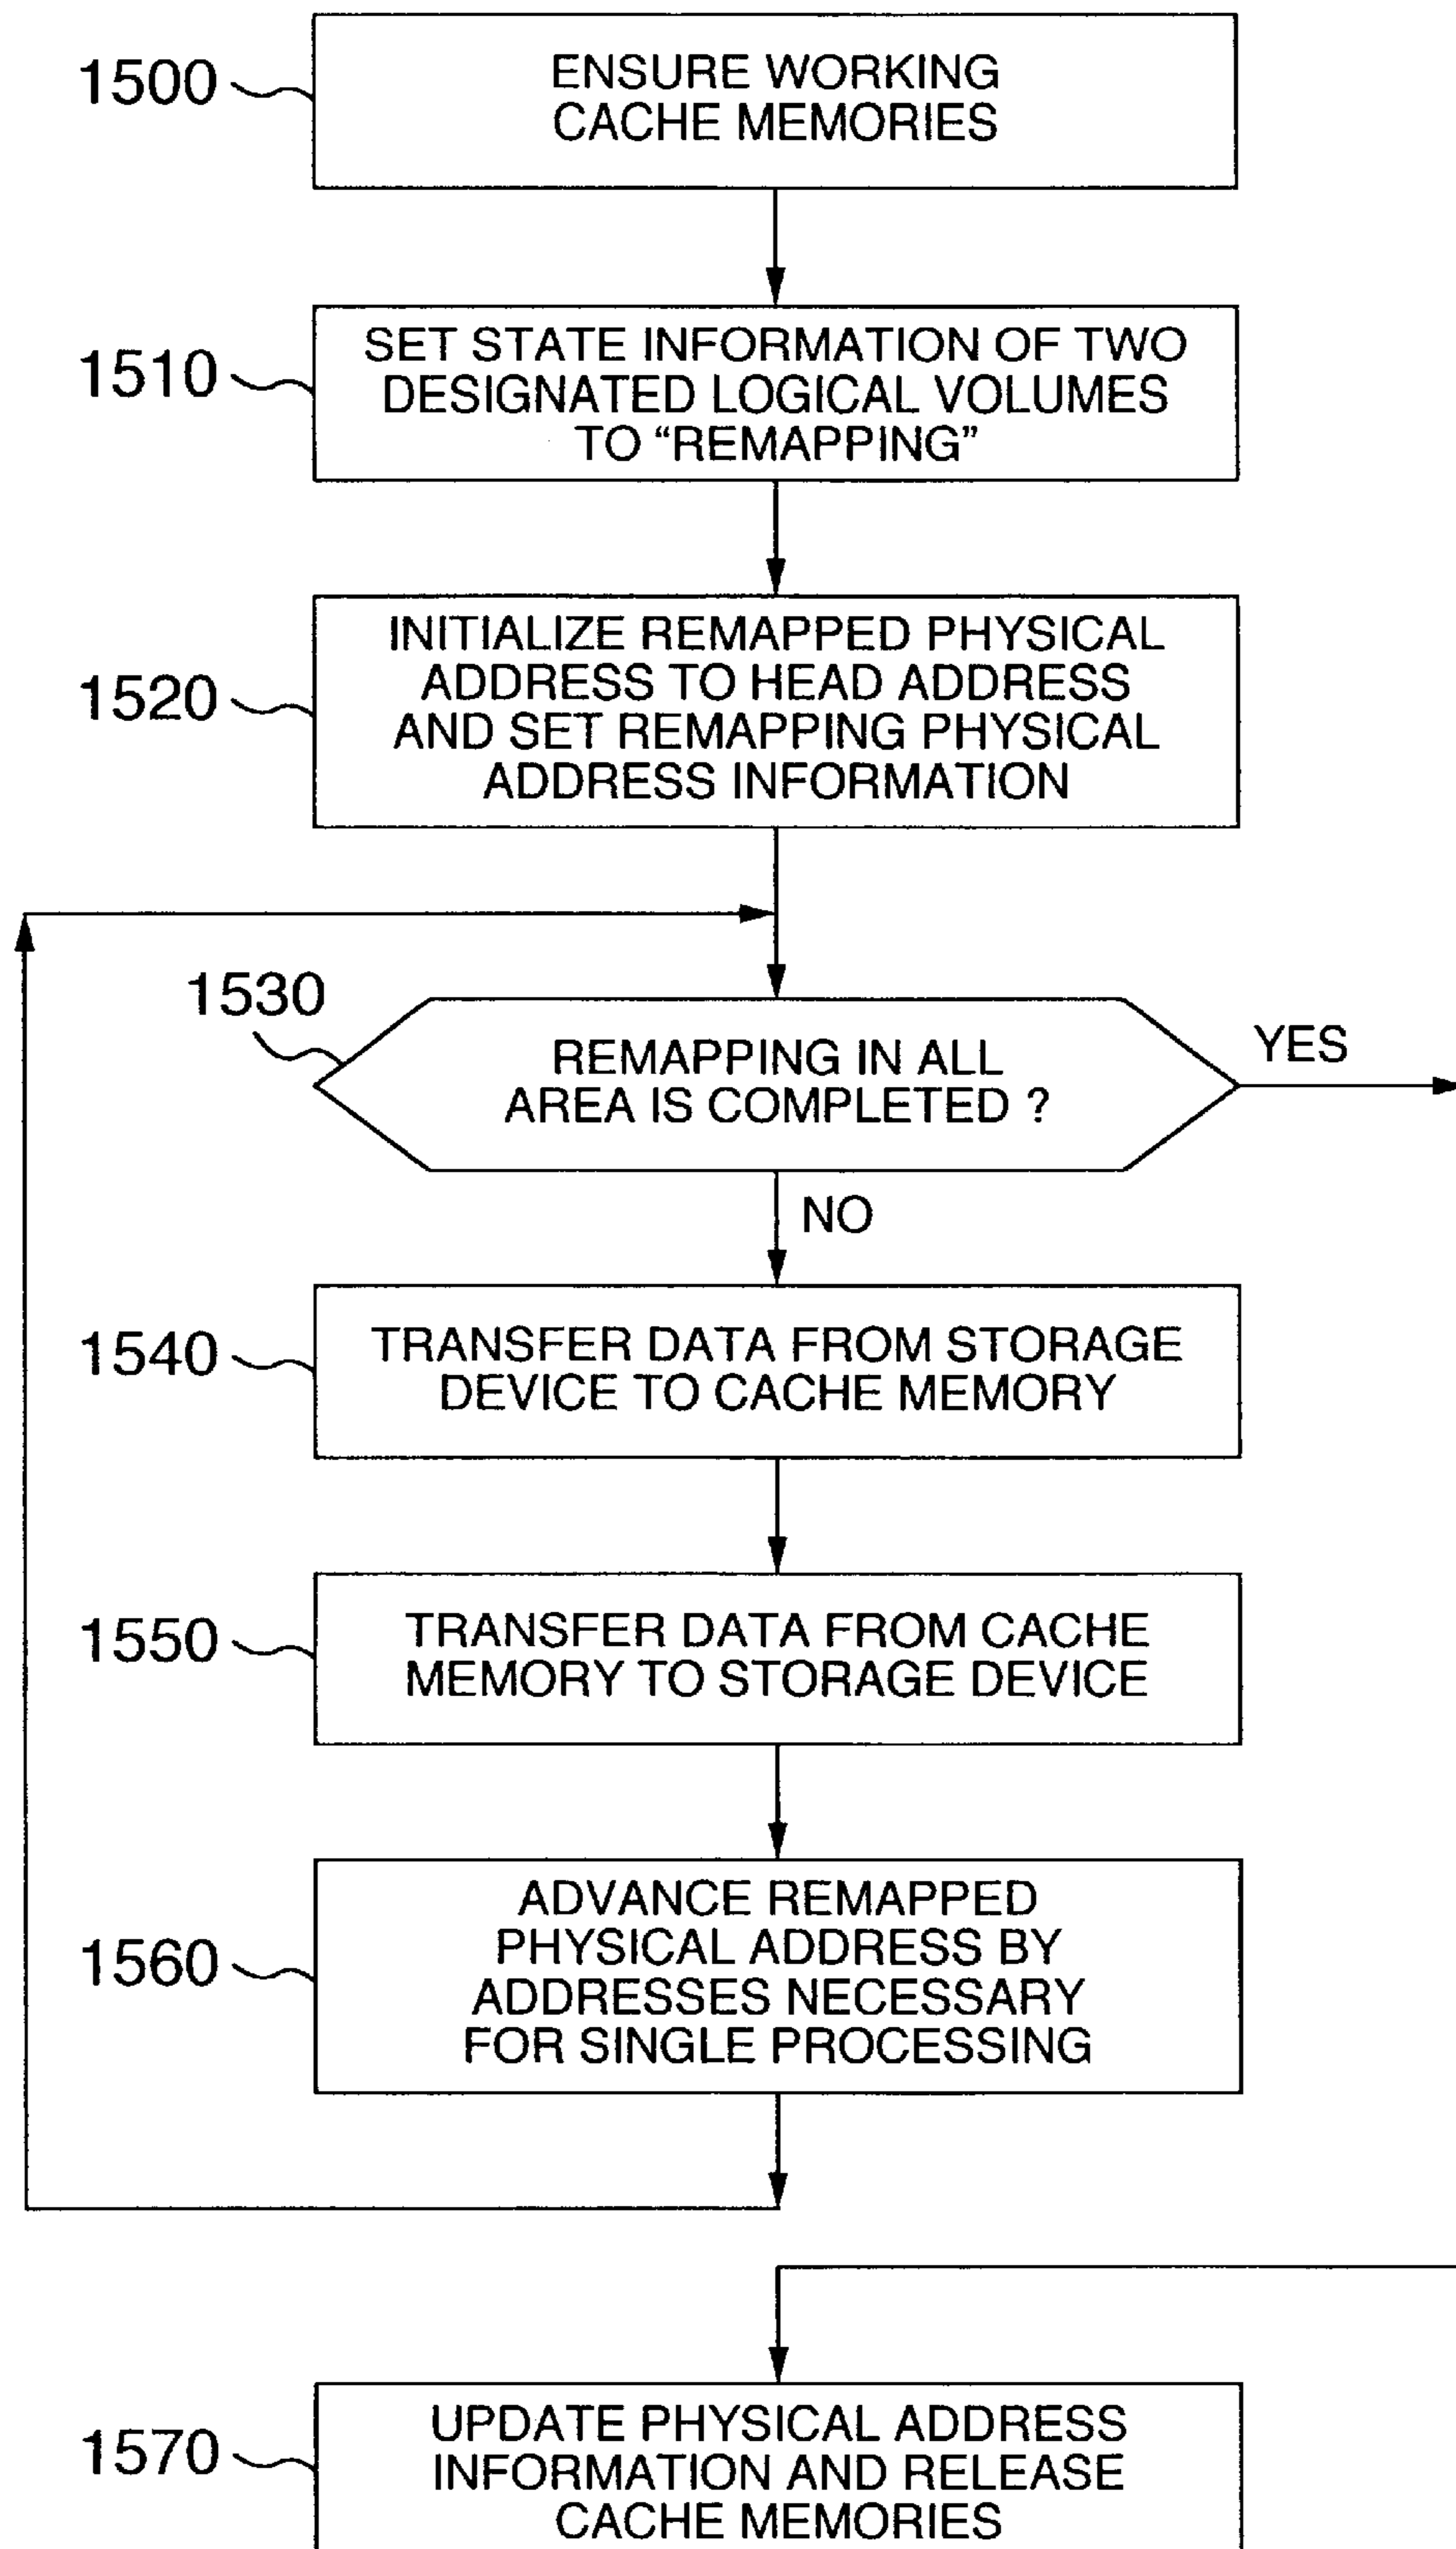 1500
ENSURE WORKING
CACHE MEMORIES
1510
SET STATE INFORMATION OF TWO
DESIGNATED LOGICAL VOLUMES
TO “REMAPPING”
1520
INITIALIZE REMAPPED PHYSICAL
ADDRESS TO HEAD ADDRESS
AND SET REMAPPING PHYSICAL
ADDRESS INFORMATION
1530
REMAPPING IN ALL
AREA IS COMPLETED ?
YES
NO
1540
TRANSFER DATA FROM STORAGE
DEVICE TO CACHE MEMORY
1550
TRANSFER DATA FROM CACHE
MEMORY TO STORAGE DEVICE
1560
ADVANCE REMAPPED
PHYSICAL ADDRESS BY
ADDRESSES NECESSARY
FOR SINGLE PROCESSING
1570
UPDATE PHYSICAL ADDRESS
INFORMATION AND RELEASE
CACHE MEMORIES